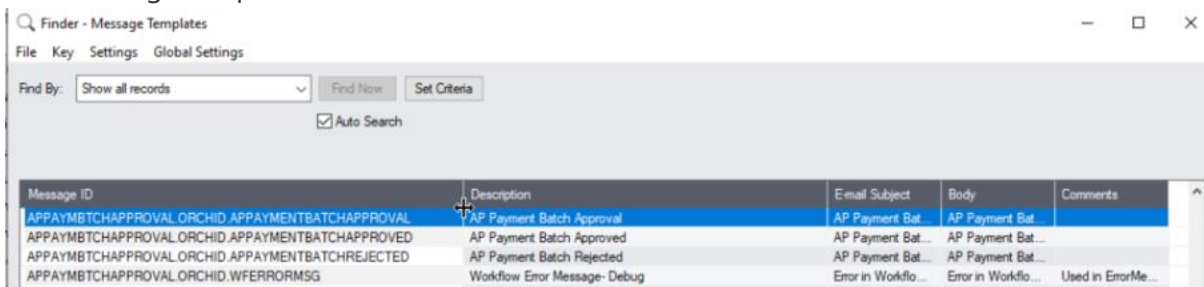 Finder - Message Templates
File Key Settings Global Settings
Find By: Show all records Find Now Set Criteria
Auto Search
Message ID Description E-mail Subject Body Comments
APPAYMBTCHAPPROVAL.ORCHID.APPAYMENTBATCHAPPROVAL AP Payment Batch Approval AP Payment Bat... AP Payment Bat...
APPAYMBTCHAPPROVAL.ORCHID.APPAYMENTBATCHAPPROVED AP Payment Batch Approved AP Payment Bat... AP Payment Bat...
APPAYMBTCHAPPROVAL.ORCHID.APPAYMENTBATCHREJECTED AP Payment Batch Rejected AP Payment Bat... AP Payment Bat...
APPAYMBTCHAPPROVAL.ORCHID.WFERRORMSG Workflow Error Message- Debug Error in Workflo... Error in Workflo... Used in ErrorMe...